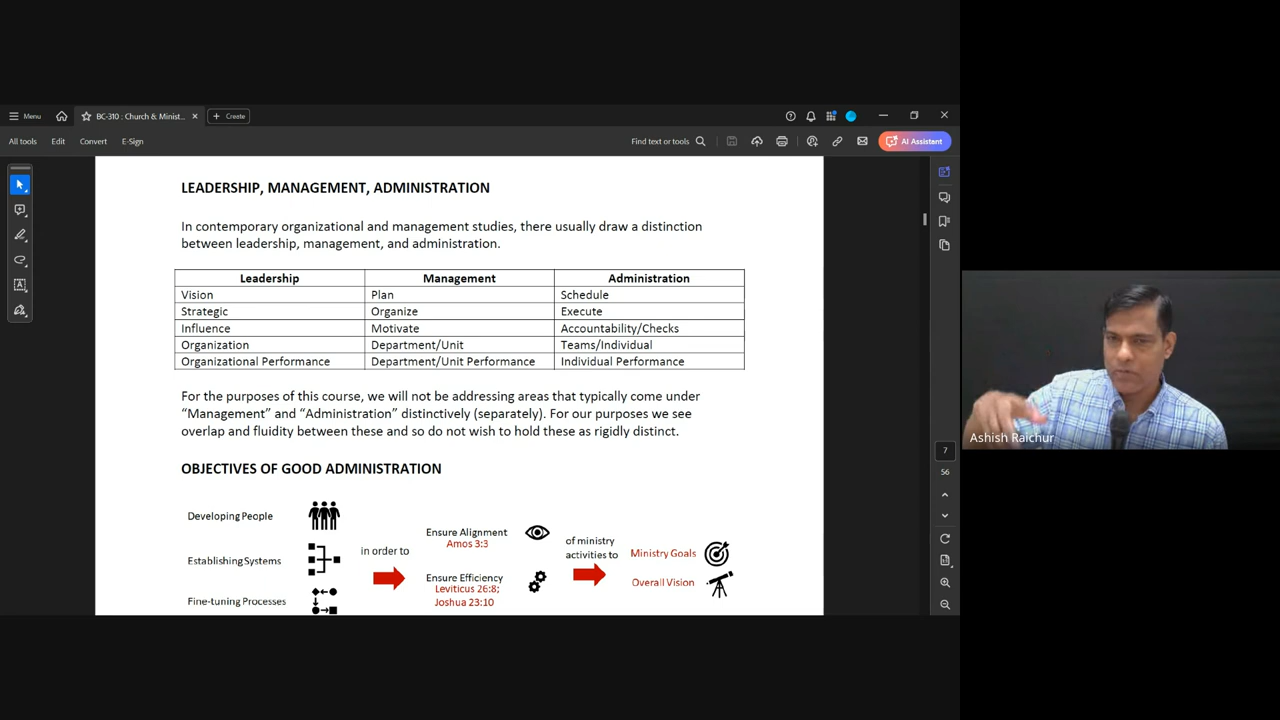 Menu
BC-310 : Church & Minist...
Create
All tools
Edit
Convert
E-Sign
Find text or tools
AI Assistant
LEADERSHIP, MANAGEMENT, ADMINISTRATION
In contemporary organizational and management studies, there usually draw a distinction
between leadership, management, and administration.
Leadership Management Administration
Vision Plan Schedule
Strategic Organize Execute
Influence Motivate Accountability/Checks
Organization Department/Unit Teams/Individual
Organizational Performance Department/Unit Performance Individual Performance
For the purposes of this course, we will not be addressing areas that typically come under
“Management” and “Administration” distinctively (separately). For our purposes we see
overlap and fluidity between these and so do not wish to hold these as rigidly distinct.
OBJECTIVES OF GOOD ADMINISTRATION
Developing People
Establishing Systems
Fine-tuning Processes
in order to
Ensure Alignment
Amos 3:3
Ensure Efficiency
Leviticus 26:8;
Joshua 23:10
of ministry
activities to
Ministry Goals
Overall Vision
7
56
Ashish Raichur